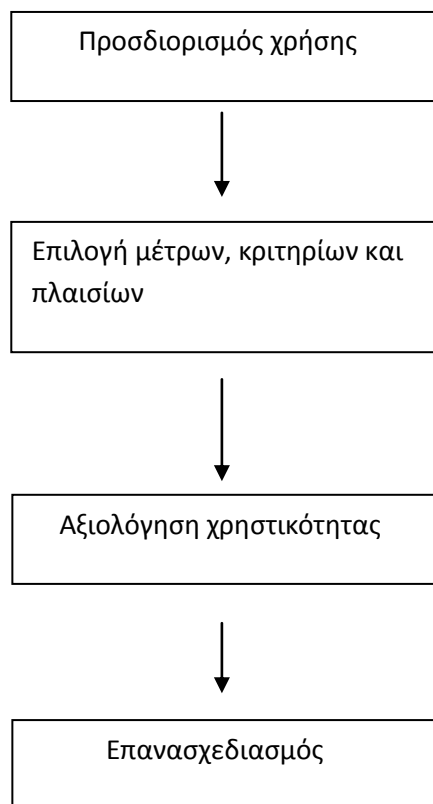 Προσδιορισμός χρήσης
Επιλογή μέτρων, κριτηρίων και
πλαισίων
Αξιολόγηση χρηστικότητας
Επανασχεδιασμός